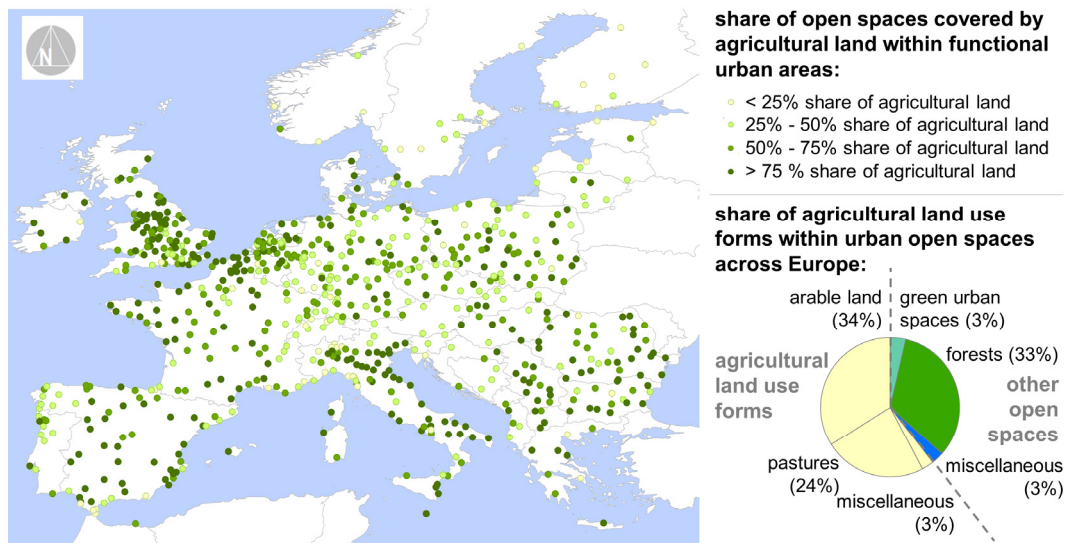 N
share of open spaces covered by
agricultural land within functional
urban areas:
< 25% share of agricultural land
25% - 50% share of agricultural land
50% - 75% share of agricultural land
> 75 % share of agricultural land
share of agricultural land use
forms within urban open spaces
across Europe:
arable land
(34%)
green urban
spaces (3%)
forests (33%)
agricultural
land use
forms
other
open
spaces
pastures
(24%)
miscellaneous
(3%)
miscellaneous
(3%)